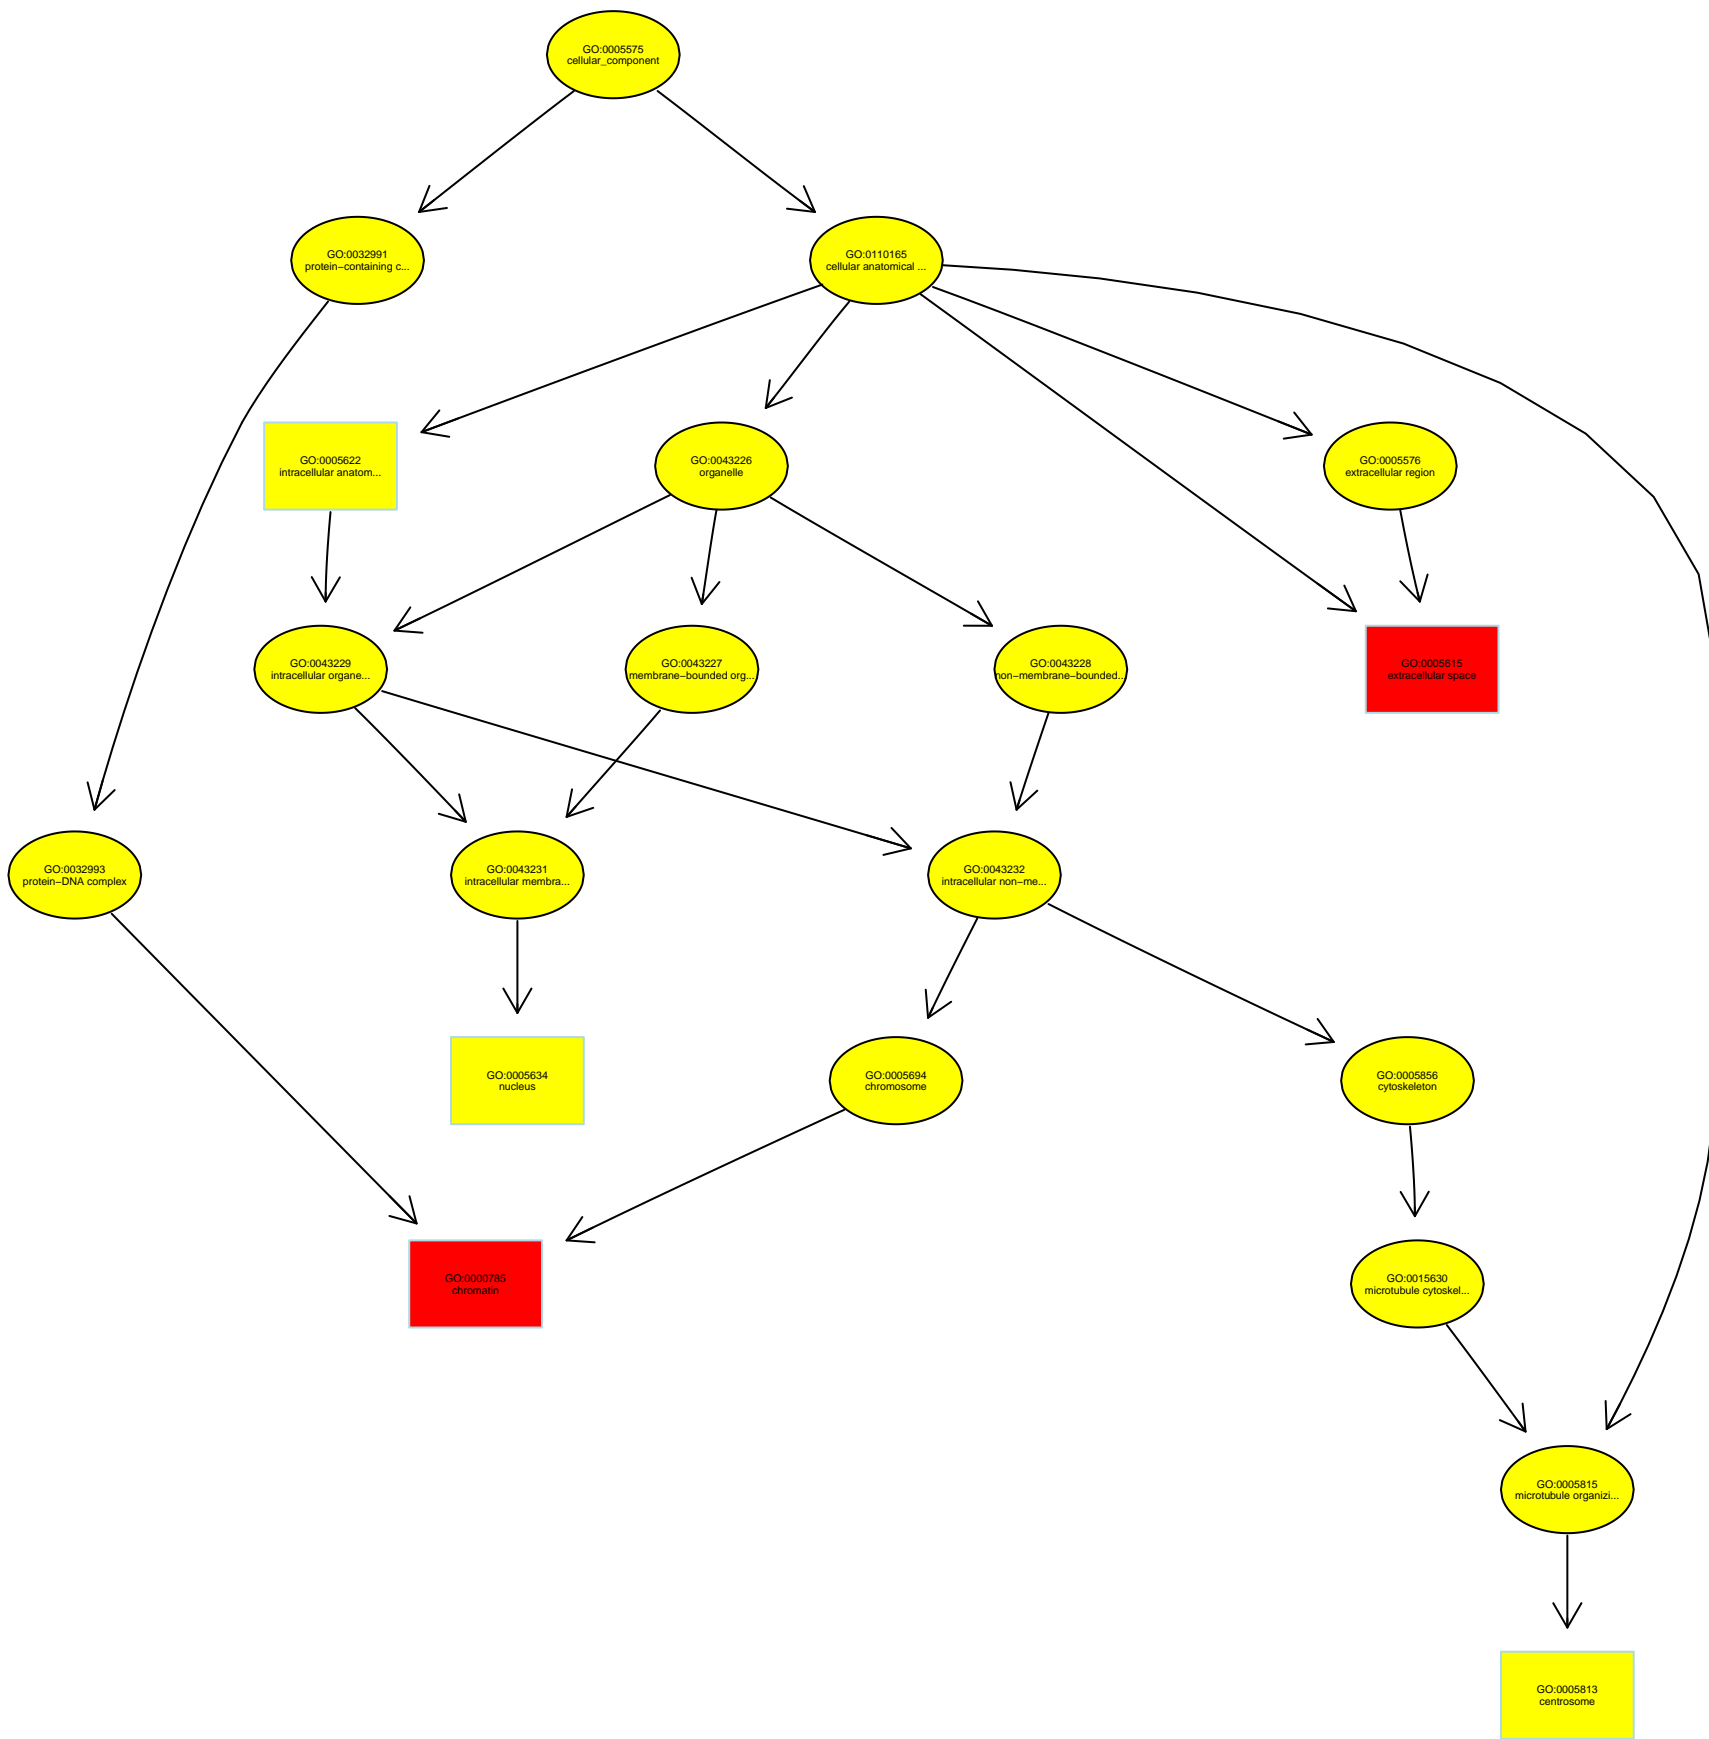 GO:0005575
cellular_component
GO:0032991
protein−containing c...
GO:0110165
cellular anatomical ...
GO:0005622
intracellular anatom...
GO:0043226
organelle
GO:0005576
extracellular region
GO:0043229
intracellular organe...
GO:0043227
membrane−bounded org...
GO:0043228
non−membrane−bounded...
GO:0005615
extracellular space
GO:0032993
protein−DNA complex
GO:0043231
intracellular membra...
GO:0043232
intracellular non−me...
GO:0005634
nucleus
GO:0005694
chromosome
GO:0005856
cytoskeleton
GO:0000785
chromatin
GO:0015630
microtubule cytoskel...
GO:0005815
microtubule organizi...
GO:0005813
centrosome